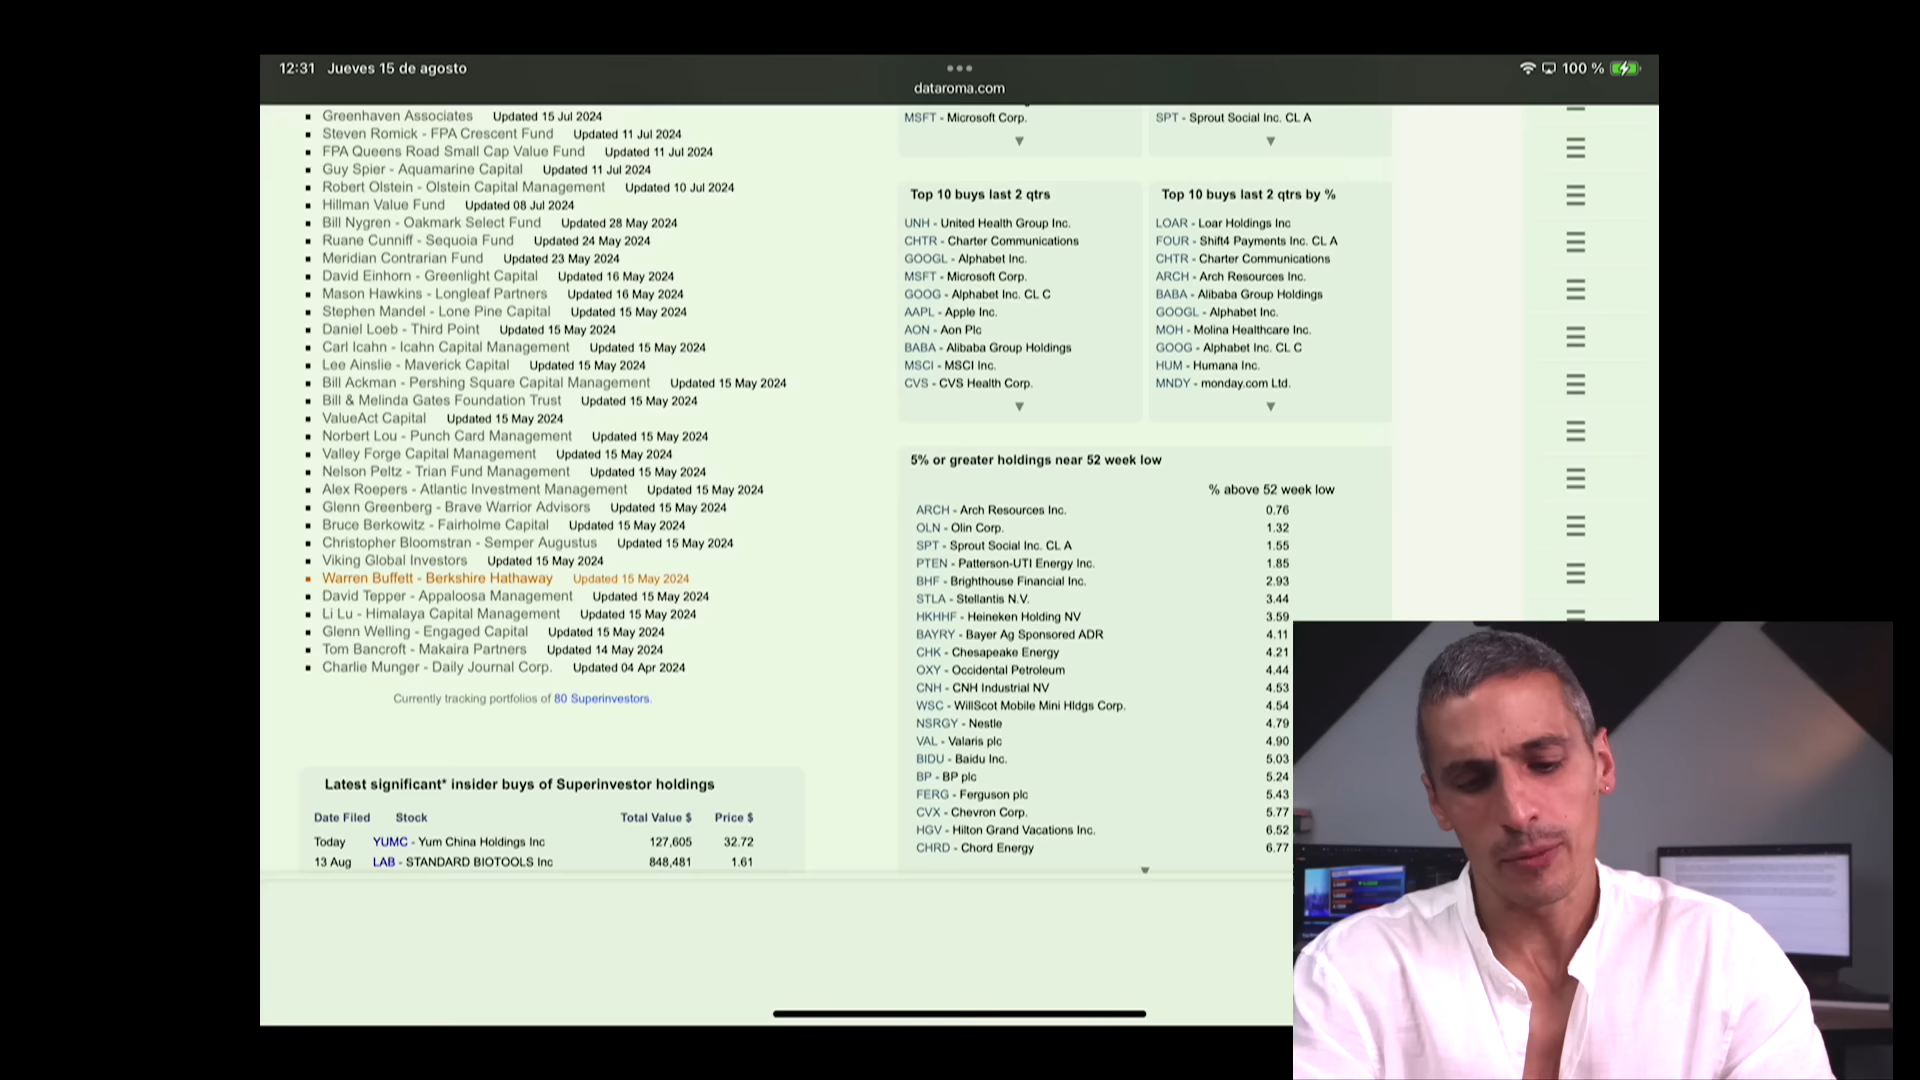 12:31 Jueves 15 de agosto
100 %
dataroma.com
Greenhaven Associates Updated 15 Jul 2024
Steven Romick - FPA Crescent Fund Updated 11 Jul 2024
FPA Queens Road Small Cap Value Fund Updated 11 Jul 2024
Guy Spier - Aquamarine Capital Updated 11 Jul 2024
Robert Olstein - Olstein Capital Management Updated 10 Jul 2024
Hillman Value Fund Updated 08 Jul 2024
Bill Nygren - Oakmark Select Fund Updated 28 May 2024
Ruane Cunniff - Sequoia Fund Updated 24 May 2024
Meridian Contrarian Fund Updated 23 May 2024
David Einhorn - Greenlight Capital Updated 16 May 2024
Mason Hawkins - Longleaf Partners Updated 16 May 2024
Stephen Mandel - Lone Pine Capital Updated 15 May 2024
Daniel Loeb - Third Point Updated 15 May 2024
Carl Icahn - Icahn Capital Management Updated 15 May 2024
Lee Ainslie - Maverick Capital Updated 15 May 2024
Bill Ackman - Pershing Square Capital Management Updated 15 May 2024
Bill & Melinda Gates Foundation Trust Updated 15 May 2024
ValueAct Capital Updated 15 May 2024
Norbert Lou - Punch Card Management Updated 15 May 2024
Valley Forge Capital Management Updated 15 May 2024
Nelson Peltz - Trian Fund Management Updated 15 May 2024
Alex Roepers - Atlantic Investment Management Updated 15 May 2024
Glenn Greenberg - Brave Warrior Advisors Updated 15 May 2024
Bruce Berkowitz - Fairholme Capital Updated 15 May 2024
Christopher Bloomstran - Semper Augustus Updated 15 May 2024
Viking Global Investors Updated 15 May 2024
Warren Buffett - Berkshire Hathaway Updated 15 May 2024
David Tepper - Appaloosa Management Updated 15 May 2024
Li Lu - Himalaya Capital Management Updated 15 May 2024
Glenn Welling - Engaged Capital Updated 15 May 2024
Tom Bancroft - Makaira Partners Updated 14 May 2024
Charlie Munger - Daily Journal Corp. Updated 04 Apr 2024
Currently tracking portfolios of 80 Superinvestors.
Latest significant* insider buys of Superinvestor holdings
Date Filed Stock Total Value $ Price $
Today YUMC - Yum China Holdings Inc 127,605 32.72
13 Aug LAB - STANDARD BIOTOOLS Inc 848,481 1.61
MSFT - Microsoft Corp.
SPT - Sprout Social Inc. CL A
Top 10 buys last 2 qtrs
UNH - United Health Group Inc.
CHTR - Charter Communications
GOOGL - Alphabet Inc.
MSFT - Microsoft Corp.
GOOG - Alphabet Inc. CL C
AAPL - Apple Inc.
AON - Aon Plc
BABA - Alibaba Group Holdings
MSCI - MSCI Inc.
CVS - CVS Health Corp.
Top 10 buys last 2 qtrs by %
LOAR - Loar Holdings Inc
FOUR - Shift4 Payments Inc. CL A
CHTR - Charter Communications
ARCH - Arch Resources Inc.
BABA - Alibaba Group Holdings
GOOGL - Alphabet Inc.
MOH - Molina Healthcare Inc.
GOOG - Alphabet Inc. CL C
HUM - Humana Inc.
MNDY - monday.com Ltd.
5% or greater holdings near 52 week low
% above 52 week low
ARCH - Arch Resources Inc. 0.76
OLN - Olin Corp. 1.32
SPT - Sprout Social Inc. CL A 1.55
PTEN - Patterson-UTI Energy Inc. 1.85
BHF - Brighthouse Financial Inc. 2.93
STLA - Stellantis N.V. 3.44
HKHHF - Heineken Holding NV 3.59
BAYRY - Bayer Ag Sponsored ADR 4.11
CHK - Chesapeake Energy 4.21
OXY - Occidental Petroleum 4.44
CNH - CNH Industrial NV 4.53
WSC - WillScot Mobile Mini Hldgs Corp. 4.54
NSRGY - Nestle 4.79
VAL - Valaris plc 4.90
BIDU - Baidu Inc. 5.03
BP - BP plc 5.24
FERG - Ferguson plc 5.43
CVX - Chevron Corp. 5.77
HGV - Hilton Grand Vacations Inc. 6.52
CHRD - Chord Energy 6.77